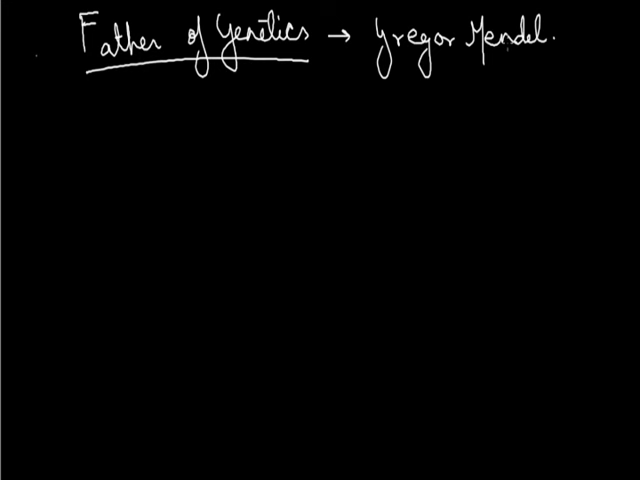 Father of Genetics → Gregor Mendel.